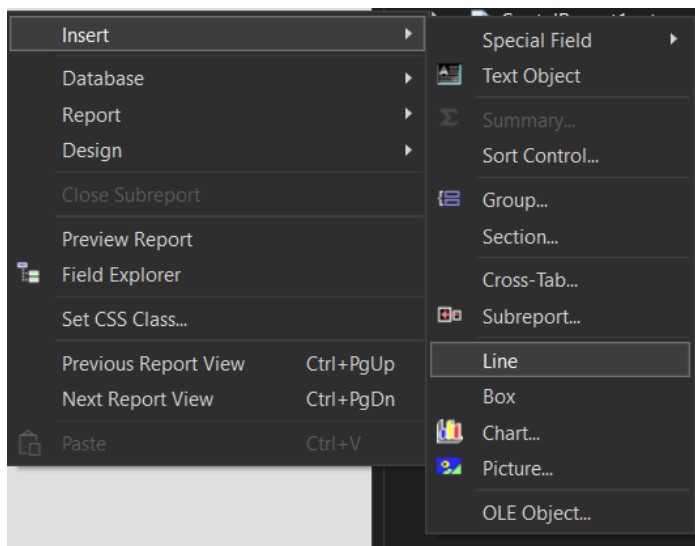 Insert
Database
Report
Design
Close Subreport
Preview Report
Field Explorer
Set CSS Class...
Previous Report View Ctrl+PgUp
Next Report View Ctrl+PgDn
Paste Ctrl+V
Special Field
Text Object
Summary...
Sort Control...
Group...
Section...
Cross-Tab...
Subreport...
Line
Box
Chart...
Picture...
OLE Object...